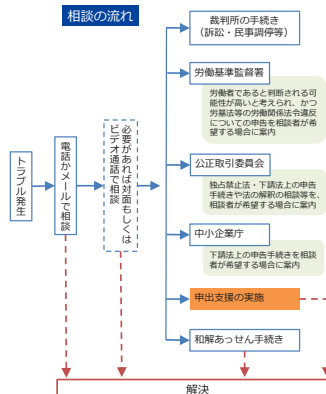 相談の流れ
トラブル発生
電話かメールで相談
必要があれば対面もしくは
ビデオ通話で相談
裁判所の手続き
（訴訟・民事調停等）
労働基準監督署
労働者であると判断される可
能性が高いと考えられ、かつ
労基法等の労働関係法令違反
についての申告を相談者が希
望する場合に案内
公正取引委員会
独占禁止法・下請法上の申告
手続きや法の解釈の相談等を、
相談者が希望する場合に案内
中小企業庁
下請法上の申告手続きを相談
者が希望する場合に案内
申出支援の実施
和解あっせん手続き
解決